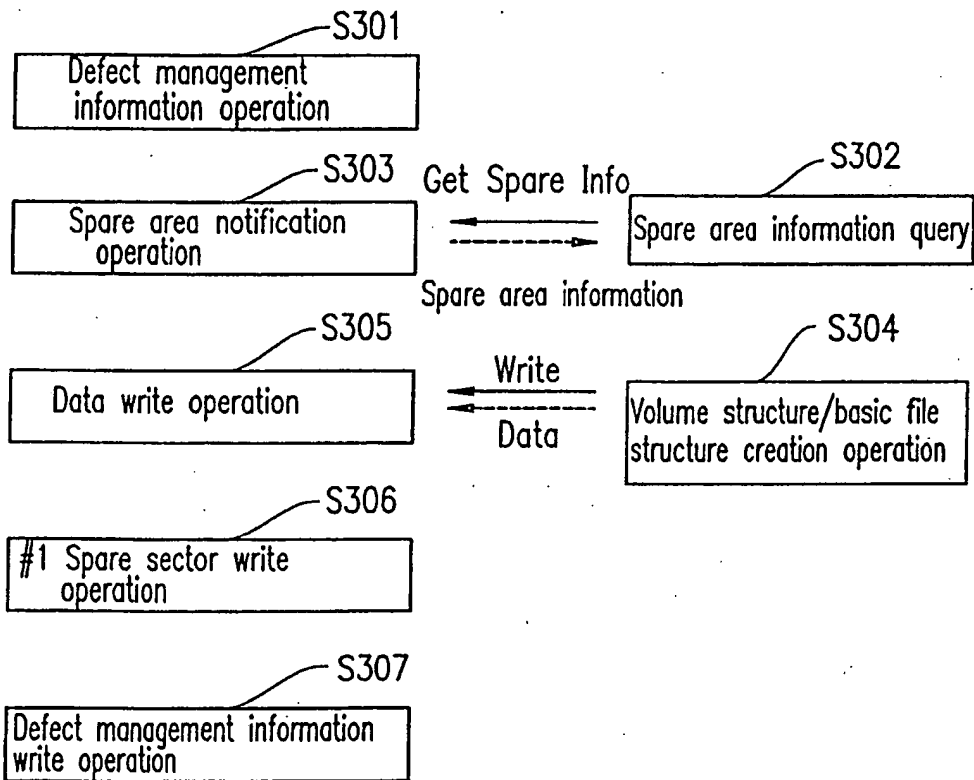 S301
Defect management
information operation
S303
Spare area notification
operation
Get Spare Info
Spare area information
S302
Spare area information query
S305
Data write operation
Write
Data
S304
Volume structure/basic file
structure creation operation
S306
#1 Spare sector write
operation
S307
Defect management information
write operation